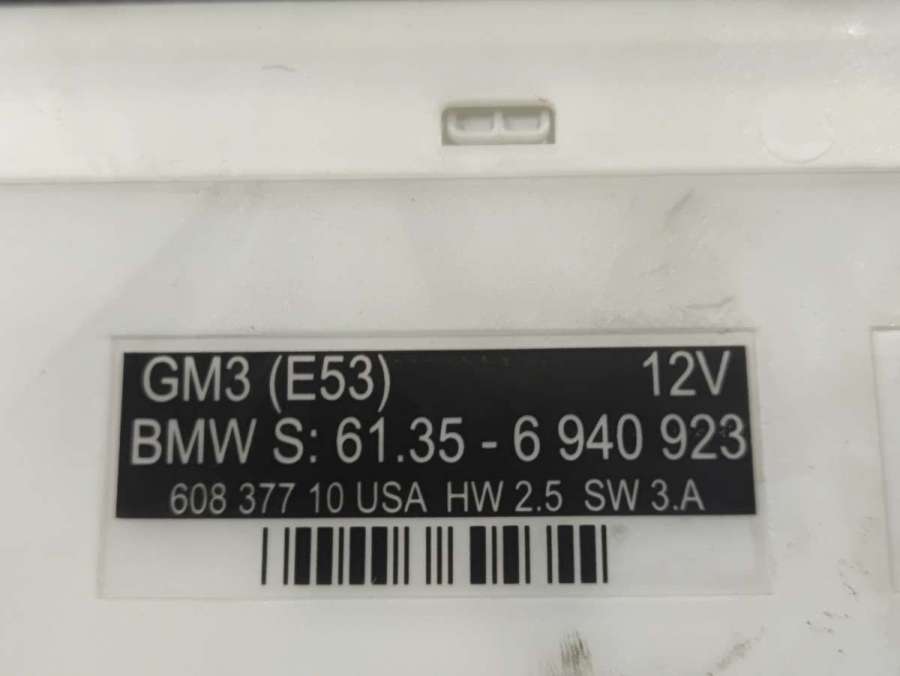 GM3 (E53) 12V
BMW S: 61.35 - 6 940 923
608 377 10 USA HW 2.5 SW 3.A